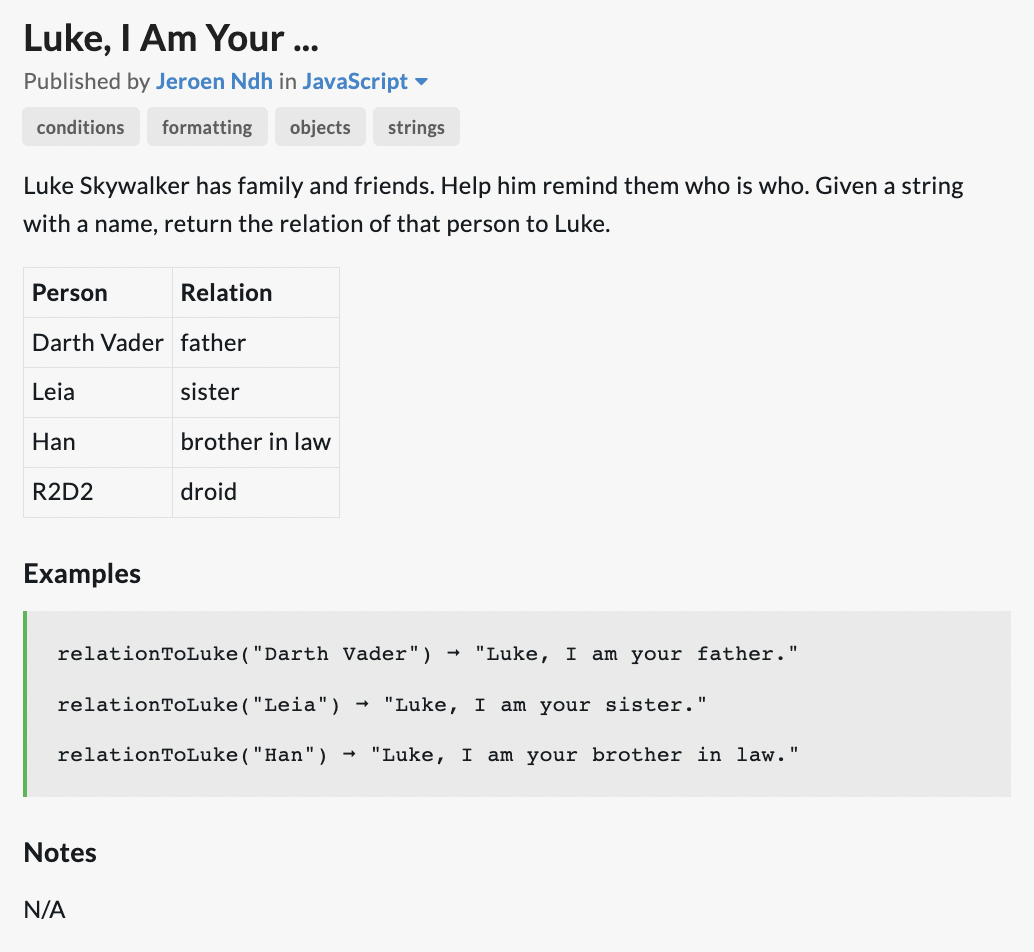 Luke, I Am Your ...
Published by Jeroen Ndh in JavaScript
conditions formatting objects strings
Luke Skywalker has family and friends. Help him remind them who is who. Given a string
with a name, return the relation of that person to Luke.
Person Relation
Darth Vader father
Leia sister
Han brother in law
R2D2 droid
Examples
relationToLuke("Darth Vader") ➞ "Luke, I am your father."
relationToLuke("Leia") ➞ "Luke, I am your sister."
relationToLuke("Han") ➞ "Luke, I am your brother in law."
Notes
N/A